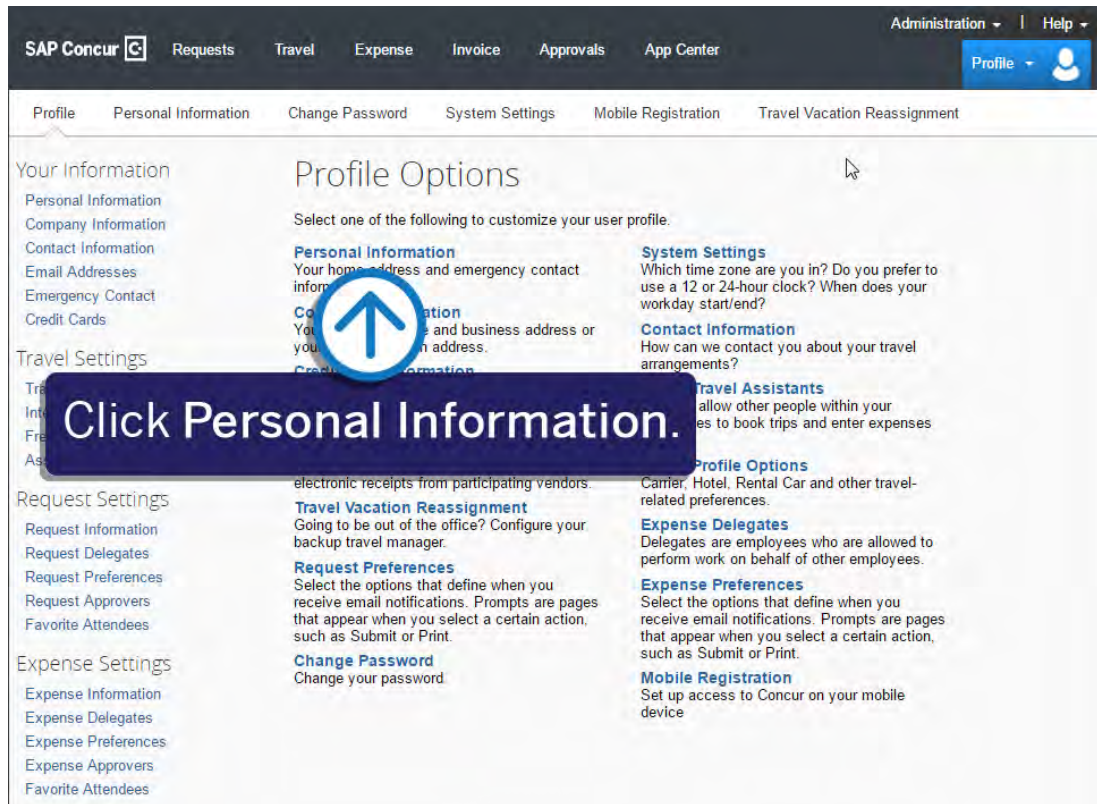 Administration | Help
SAP Concur C Requests Travel Expense Invoice Approvals App Center
Profile
Profile Personal Information Change Password System Settings Mobile Registration Travel Vacation Reassignment
Your Information
Personal Information
Company Information
Contact Information
Email Addresses
Emergency Contact
Credit Cards
Travel Settings
Request Settings
Request Information
Request Delegates
Request Preferences
Request Approvers
Favorite Attendees
Expense Settings
Expense Information
Expense Delegates
Expense Preferences
Expense Approvers
Favorite Attendees
Profile Options
Select one of the following to customize your user profile.
Personal Information
Your home address and emergency contact
and business address or
address.
Click Personal Information.
electronic receipts from participating vendors.
Travel Vacation Reassignment
Going to be out of the office? Configure your
backup travel manager.
Request Preferences
Select the options that define when you
receive email notifications. Prompts are pages
that appear when you select a certain action,
such as Submit or Print.
Change Password
Change your password.
System Settings
Which time zone are you in? Do you prefer to
use a 12 or 24-hour clock? When does your
workday start/end?
Contact Information
How can we contact you about your travel
arrangements?
Travel Assistants
allow other people within your
to book trips and enter expenses
Profile Options
Carrier, Hotel, Rental Car and other travel-
related preferences.
Expense Delegates
Delegates are employees who are allowed to
perform work on behalf of other employees.
Expense Preferences
Select the options that define when you
receive email notifications. Prompts are pages
that appear when you select a certain action,
such as Submit or Print.
Mobile Registration
Set up access to Concur on your mobile
device